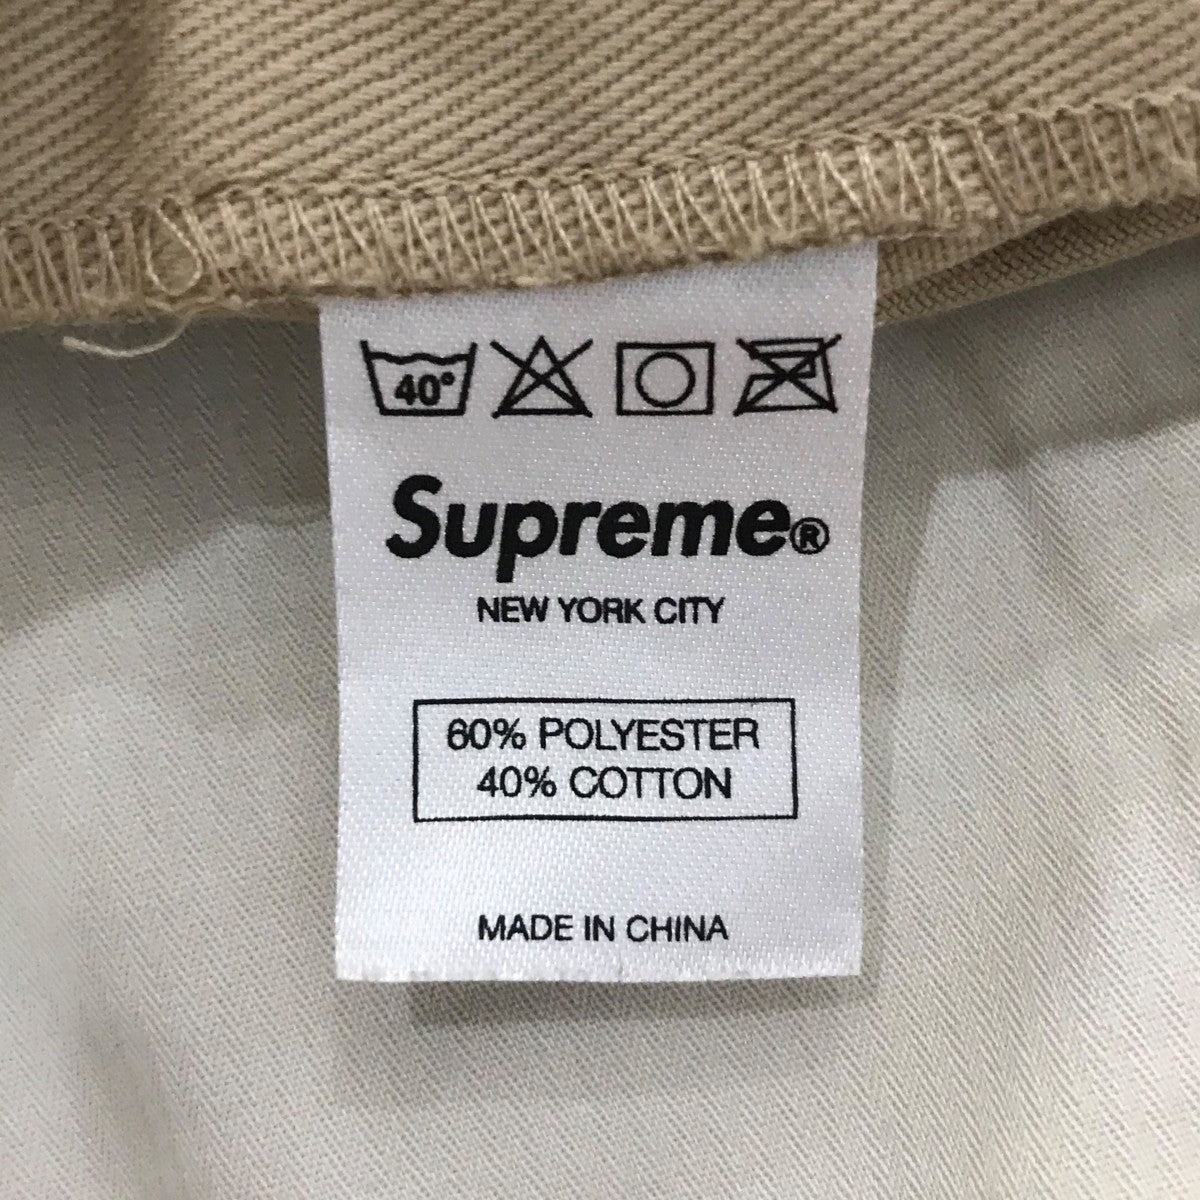 40°
Supreme®
NEW YORK CITY
60% POLYESTER
40% COTTON
MADE IN CHINA